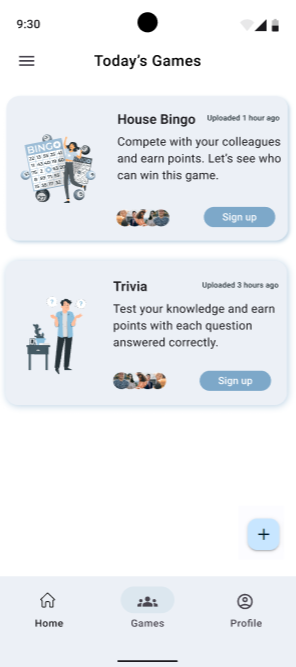 9:30
Today's Games
House Bingo
Uploaded 1 hour ago
Compete with your colleagues
and earn points. Let's see who
can win this game.
Sign up
BINGO
Trivia
Uploaded 3 hours ago
Test your knowledge and earn
points with each question
answered correctly.
Sign up
+
Home
Games
Profile